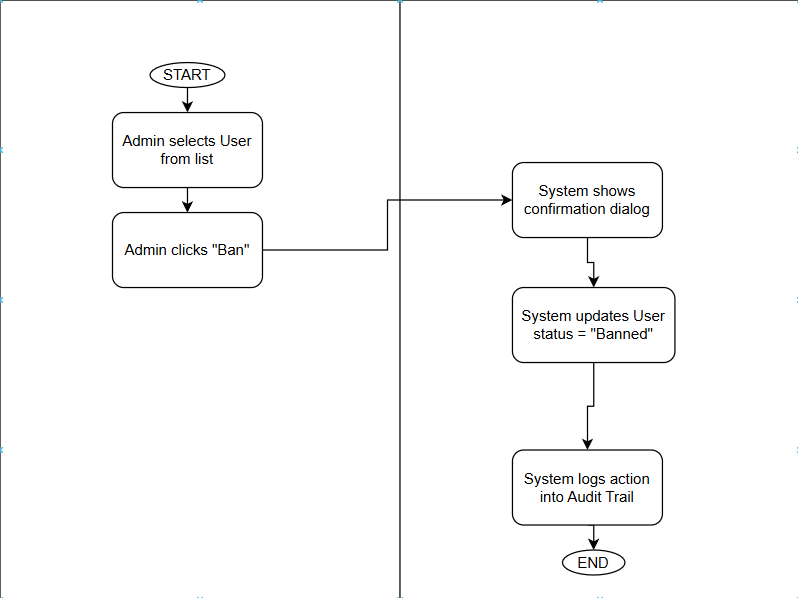 START
Admin selects User
from list
Admin clicks "Ban"
System shows
confirmation dialog
System updates User
status = "Banned"
System logs action
into Audit Trail
END